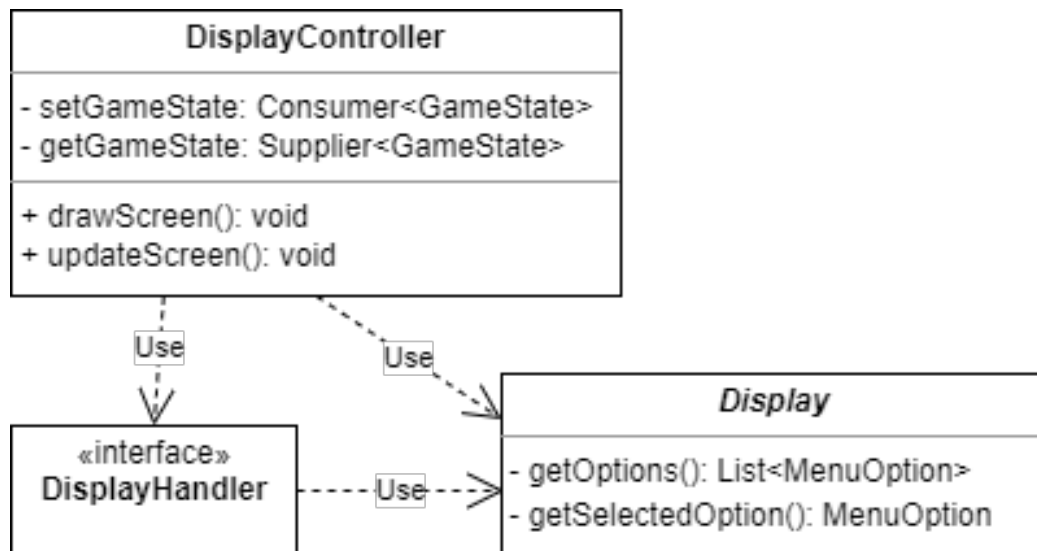 DisplayController
- setGameState: Consumer<GameState>
- getGameState: Supplier<GameState>
+ drawScreen(): void
+ updateScreen(): void
Use
Use
Display
«interface»
DisplayHandler
Use
- getOptions(): List<MenuOption>
- getSelectedOption(): MenuOption